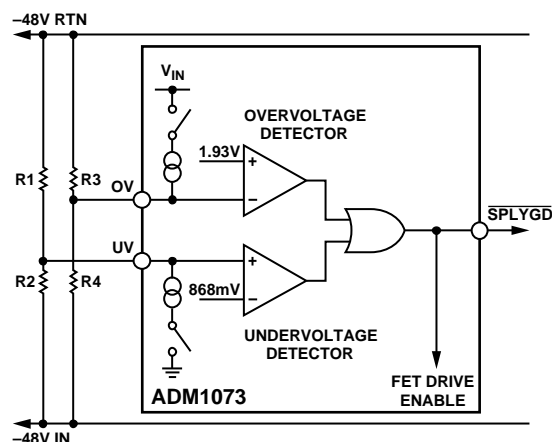 –48V RTN
VIN
OVERVOLTAGE
DETECTOR
1.93V
+
–
R1
R3
OV
SPLYGD
UV
R2
R4
+
868mV
–
UNDERVOLTAGE
DETECTOR
FET DRIVE
ENABLE
ADM1073
–48V IN